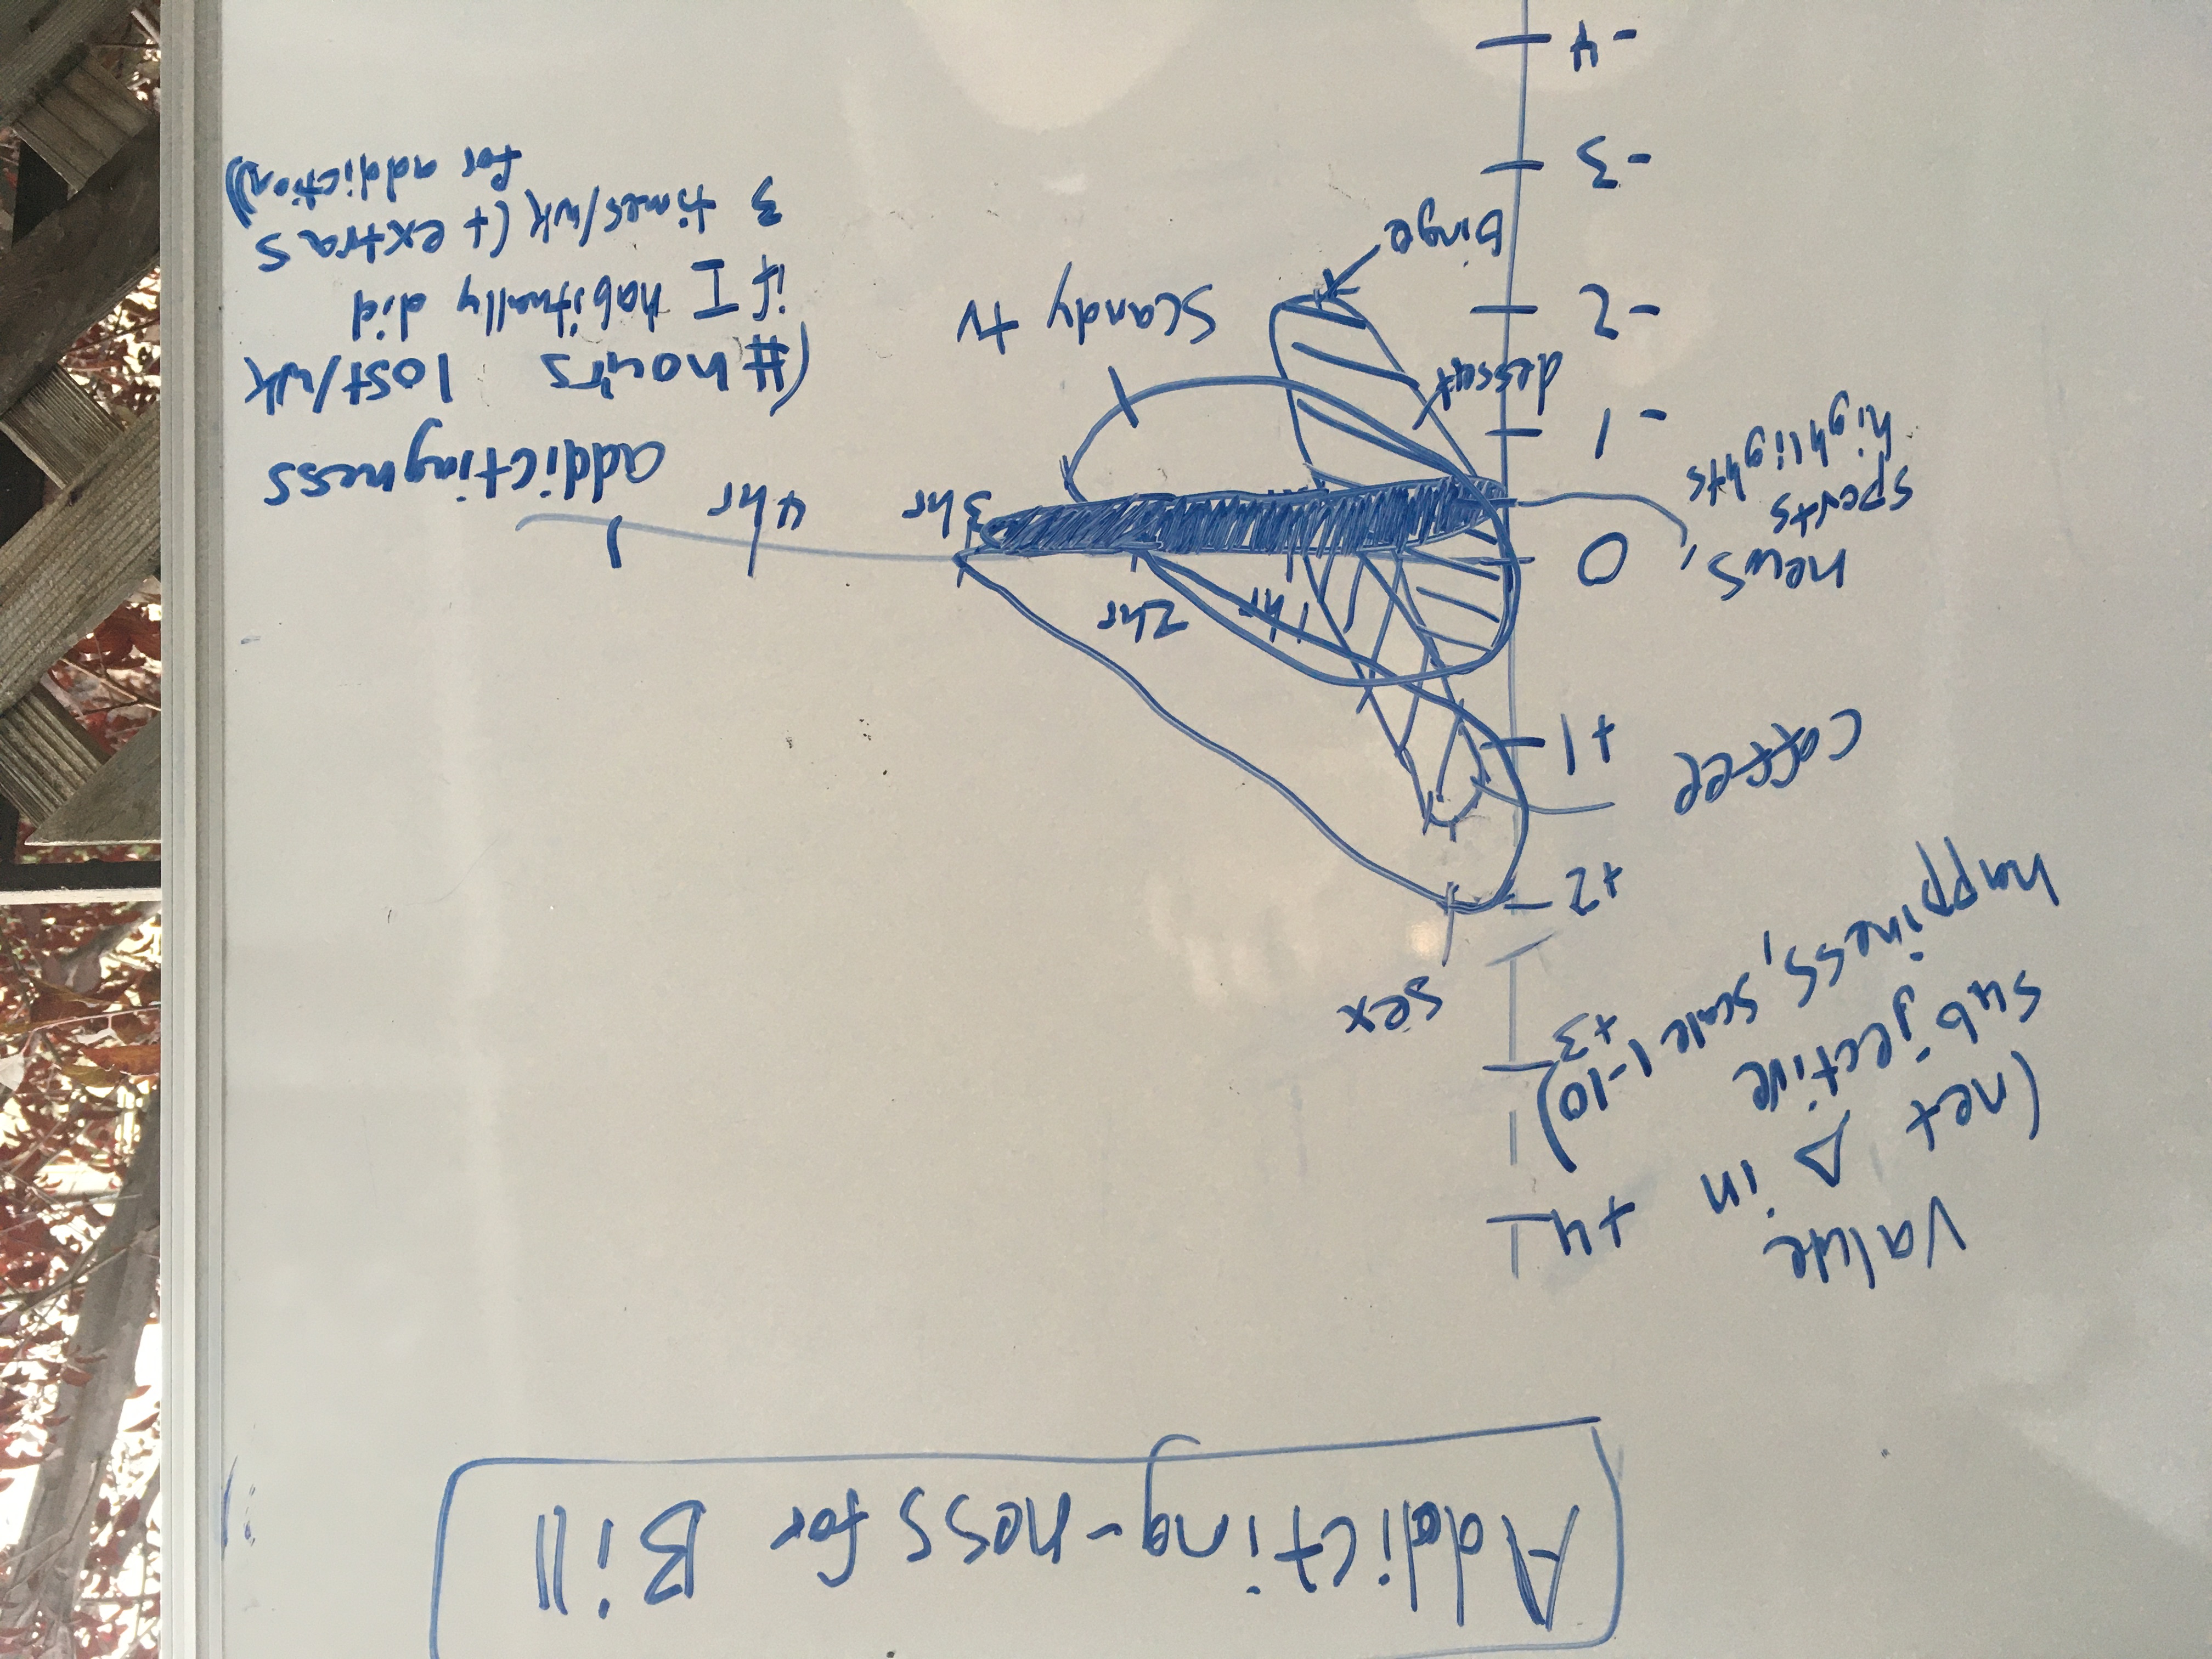 Addicting-ness for Bill
Value
(net Δ in
subjective
happiness, scale 1-10)
+4
+3
sex
+2
coffee
+1
1hr
2hr
news,
sports
highlights
0
3hr
4hr
addictingness
(# hours lost/wk
if I habitually did
3 times/wk (+ extras
for addiction))
-1
dessert
-2
Scandy tv
binge
-3
-4